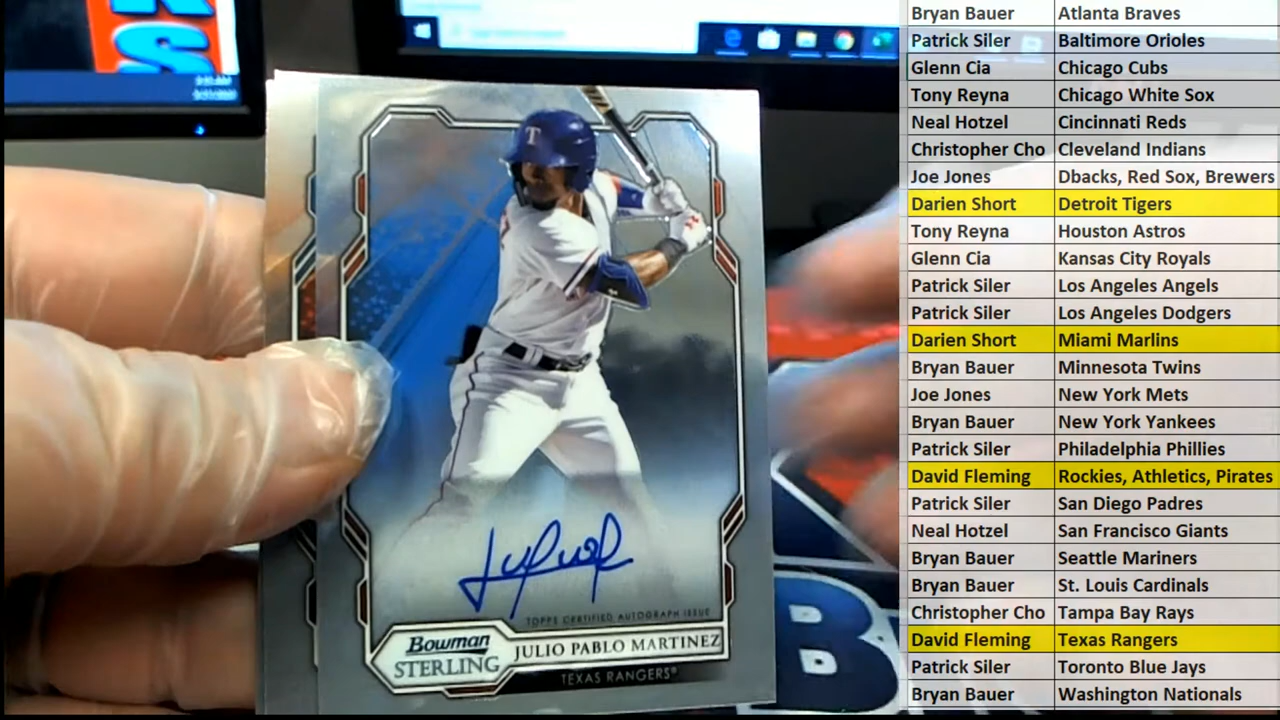 KS
T
TOPPS CERTIFIED AUTOGRAPH ISSUE
Bowman
STERLING
JULIO PABLO MARTINEZ
TEXAS RANGERS®
B
Bryan Bauer Atlanta Braves
Patrick Siler Baltimore Orioles
Glenn Cia Chicago Cubs
Tony Reyna Chicago White Sox
Neal Hotzel Cincinnati Reds
Christopher Cho Cleveland Indians
Joe Jones Dbacks, Red Sox, Brewers
Darien Short Detroit Tigers
Tony Reyna Houston Astros
Glenn Cia Kansas City Royals
Patrick Siler Los Angeles Angels
Patrick Siler Los Angeles Dodgers
Darien Short Miami Marlins
Bryan Bauer Minnesota Twins
Joe Jones New York Mets
Bryan Bauer New York Yankees
Patrick Siler Philadelphia Phillies
David Fleming Rockies, Athletics, Pirates
Patrick Siler San Diego Padres
Neal Hotzel San Francisco Giants
Bryan Bauer Seattle Mariners
Bryan Bauer St. Louis Cardinals
Christopher Cho Tampa Bay Rays
David Fleming Texas Rangers
Patrick Siler Toronto Blue Jays
Bryan Bauer Washington Nationals